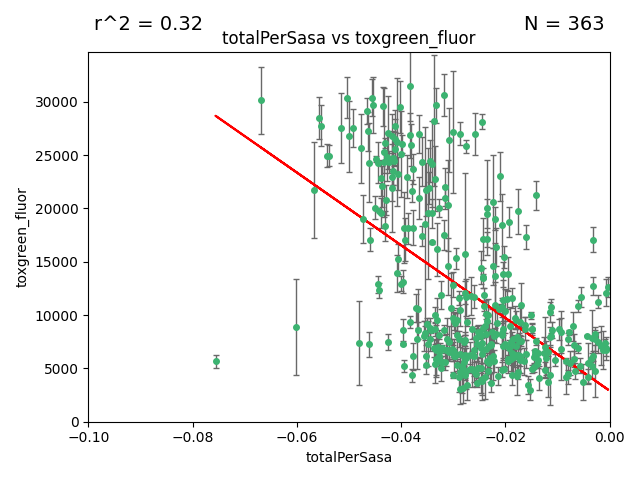 r^2 = 0.32
N = 363
totalPerSasa vs toxgreen_fluor
toxgreen_fluor
30000
25000
20000
15000
10000
5000
0
−0.10
−0.08
−0.06
−0.04
−0.02
0.00
totalPerSasa